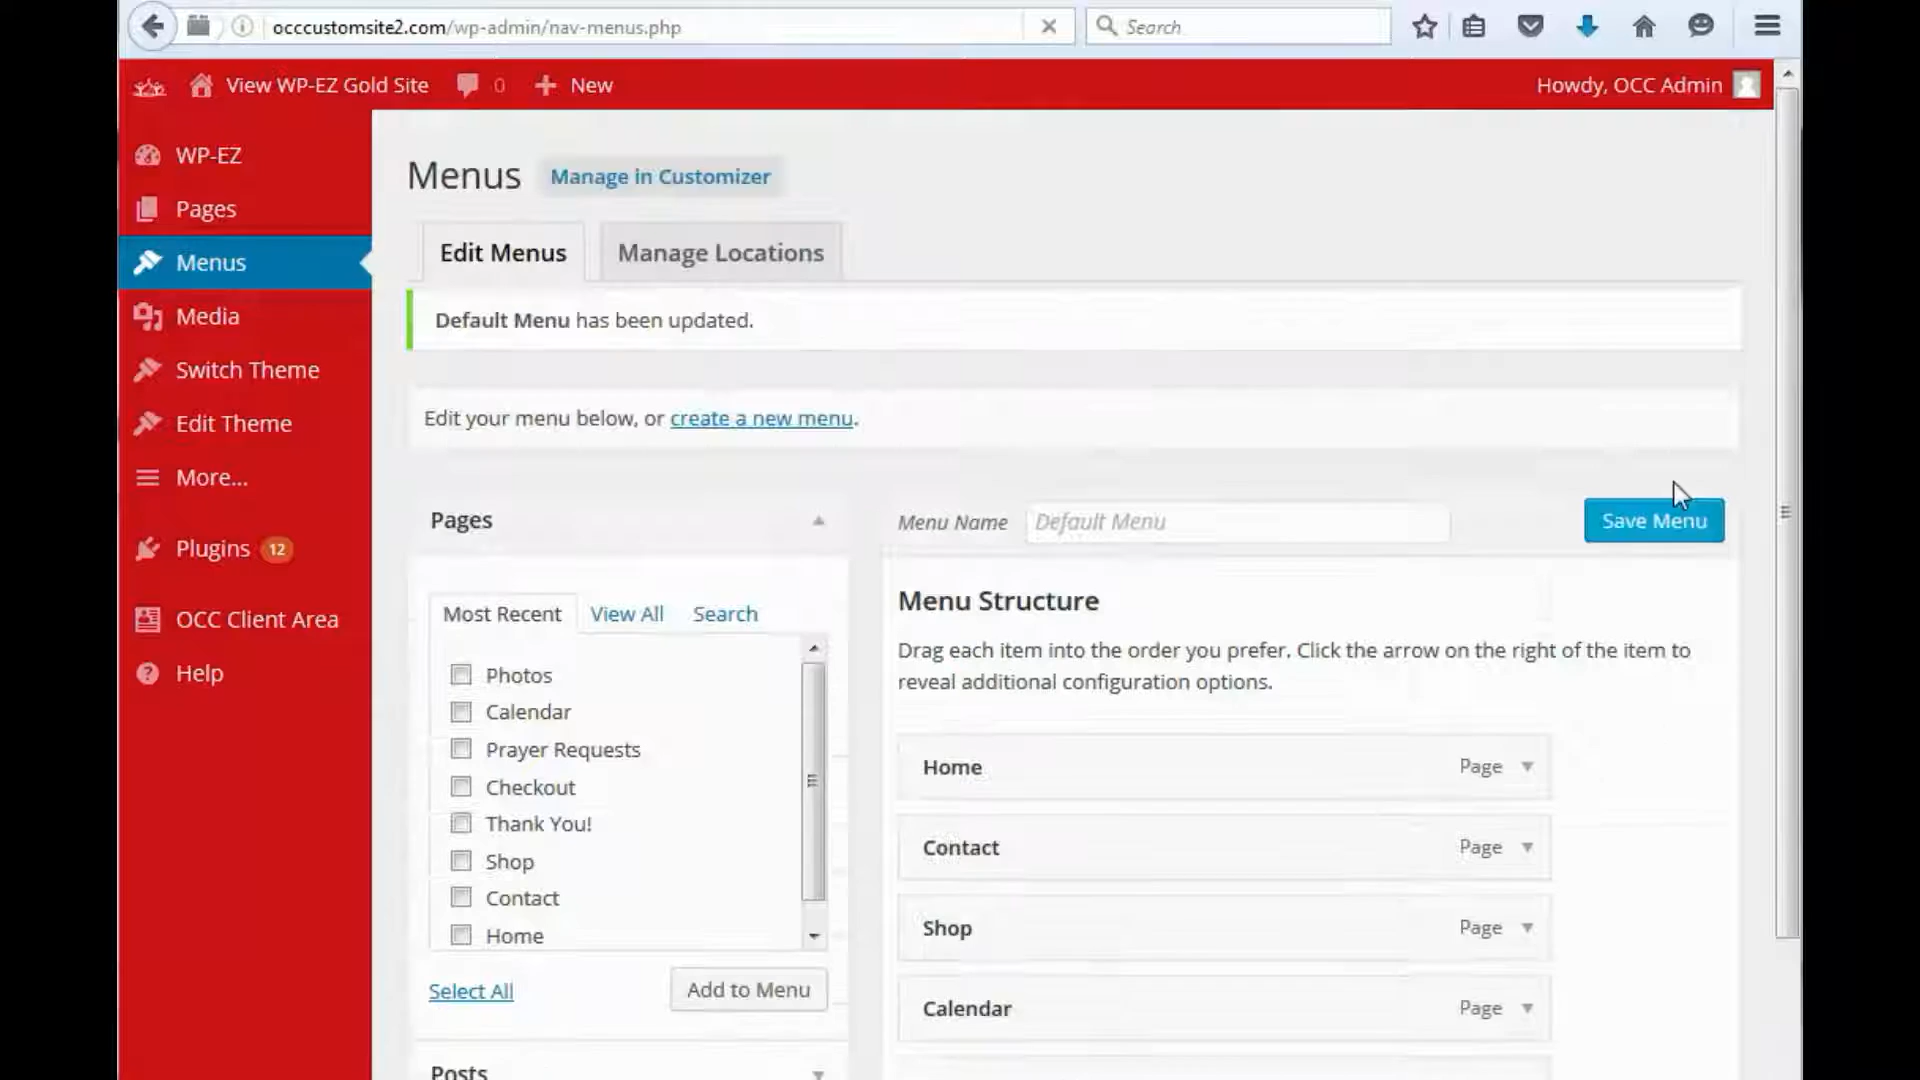 occcustomsite2.com/wp-admin/nav-menus.php
Search
View WP-EZ Gold Site
0
New
Howdy, OCC Admin
WP-EZ
Pages
Menus
Media
Switch Theme
Edit Theme
More...
Plugins 12
OCC Client Area
Help
Menus
Manage in Customizer
Edit Menus
Manage Locations
Default Menu has been updated.
Edit your menu below, or create a new menu.
Pages
Most Recent
View All
Search
Photos
Calendar
Prayer Requests
Checkout
Thank You!
Shop
Contact
Home
Select All
Add to Menu
Posts
Menu Name
Default Menu
Save Menu
Menu Structure
Drag each item into the order you prefer. Click the arrow on the right of the item to
reveal additional configuration options.
Home
Page
Contact
Page
Shop
Page
Calendar
Page